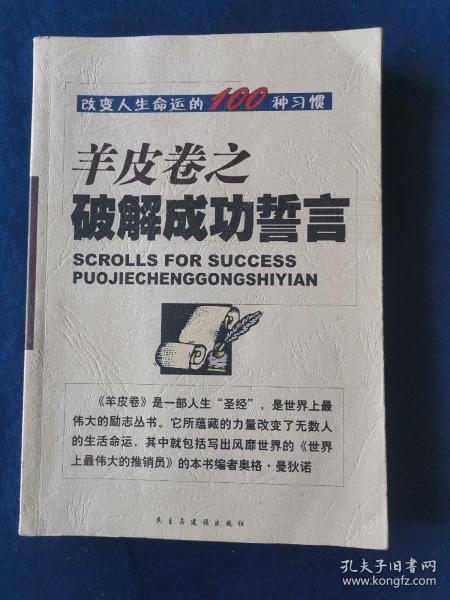 改变人生命运的100种习惯
羊皮卷之
破解成功誓言
SCROLLS FOR SUCCESS
PUOJIECHENGGONGSHIYIAN
《羊皮卷》是一部人生“圣经”，是世界上最
伟大的励志丛书。它所蕴藏的力量改变了无数人
的生活命运，其中就包括写出风靡世界的《世界
上最伟大的推销员》的本书编者奥格·曼狄诺
民主与建设出版社
孔夫子旧书网
www.kongfz.com